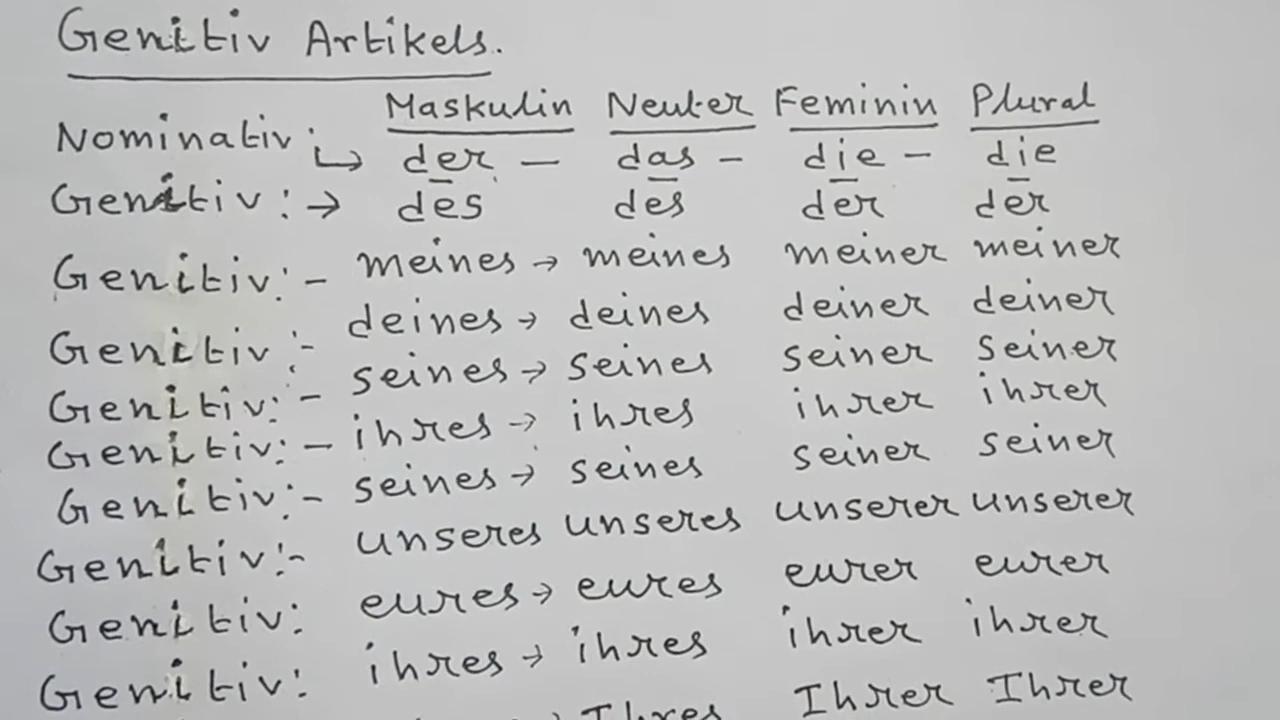 Genitiv Artikels.
Maskulin Neuter Feminin Plural
Nominativ : ↳ der — das — die — die
Genitiv : → des des der der
Genitiv :- meines → meines meiner meiner
Genitiv :- deines → deines deiner deiner
Genitiv :- seines → seines seiner seiner
Genitiv :- ihres → ihres ihrer ihrer
Genitiv :- seines → seines seiner seiner
Genitiv :- unseres unseres unserer unserer
Genitiv : eures → eures eurer eurer
Genitiv : ihres → ihres ihrer ihrer
Ihres Ihrer Ihrer